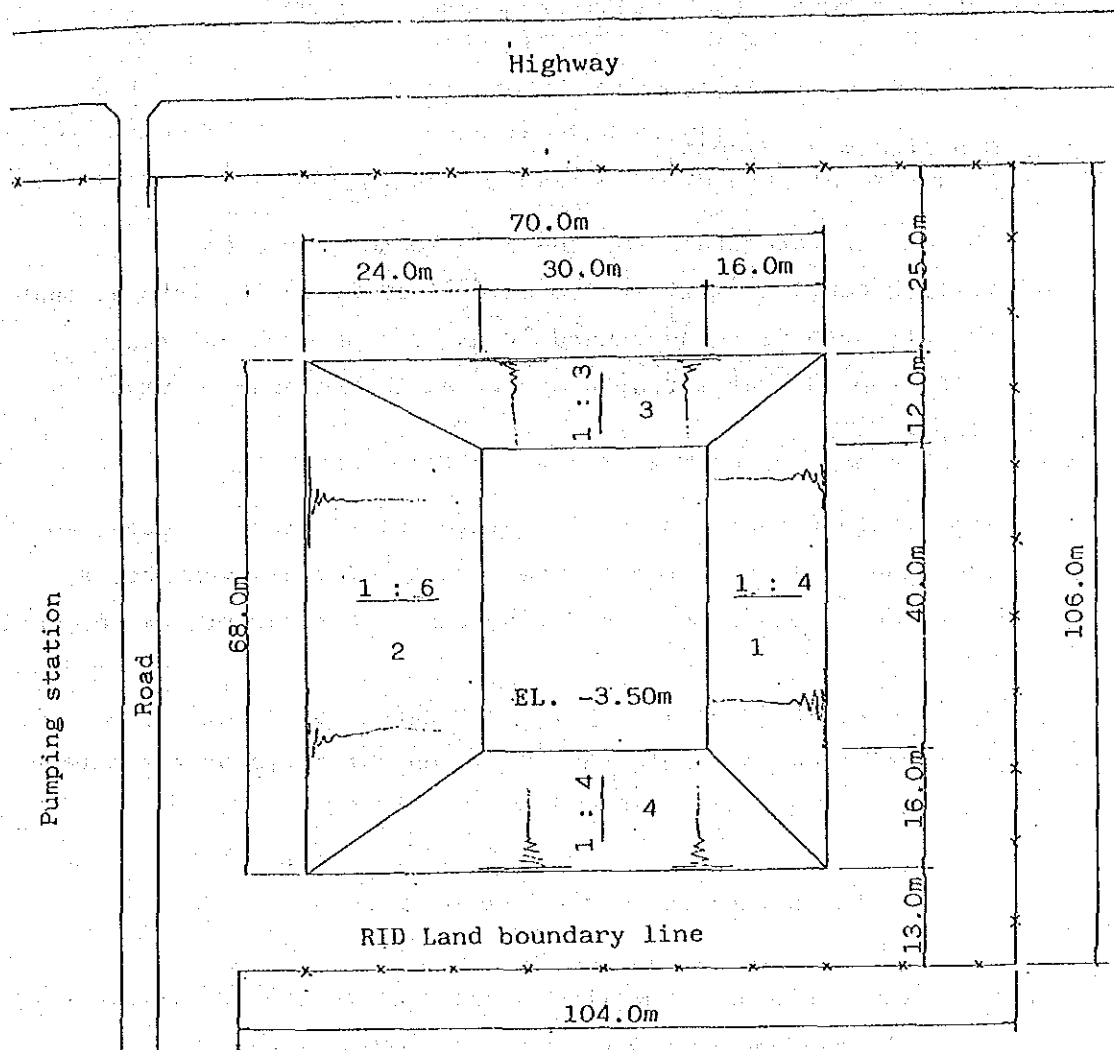 Highway
70.0m
24.0m
30.0m
16.0m
25.0m
1 : 3
3
12.0m
68.0m
1 : 6
2
1 : 4
1
40.0m
106.0m
Pumping station
Road
EL. -3.50m
1 : 4
4
16.0m
RID Land boundary line
13.0m
104.0m